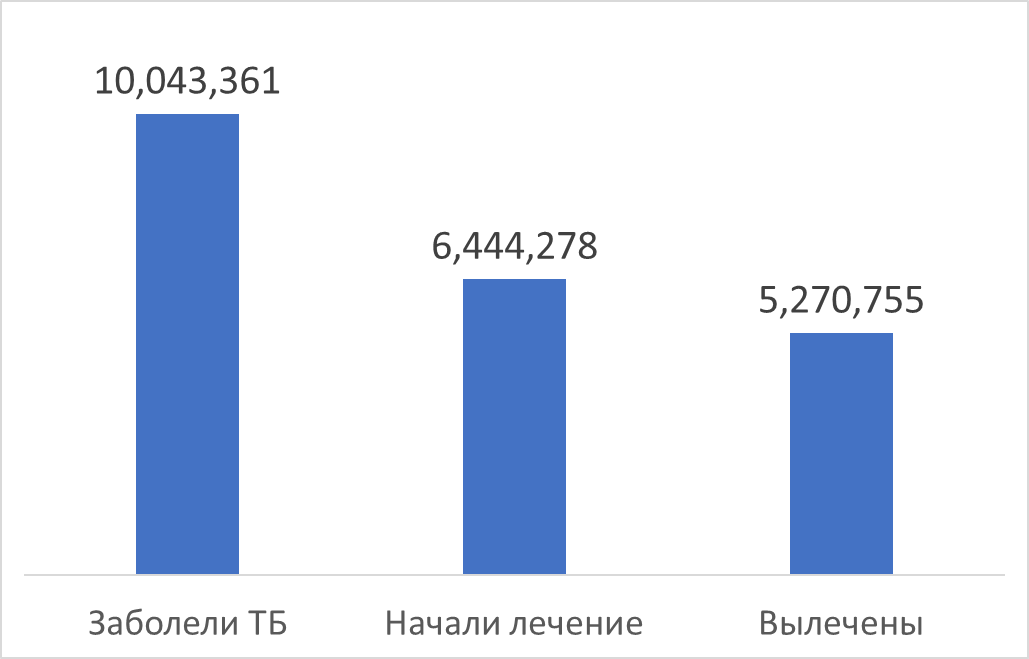 10,043,361
6,444,278
5,270,755
Заболели ТБ
Начали лечение
Вылечены